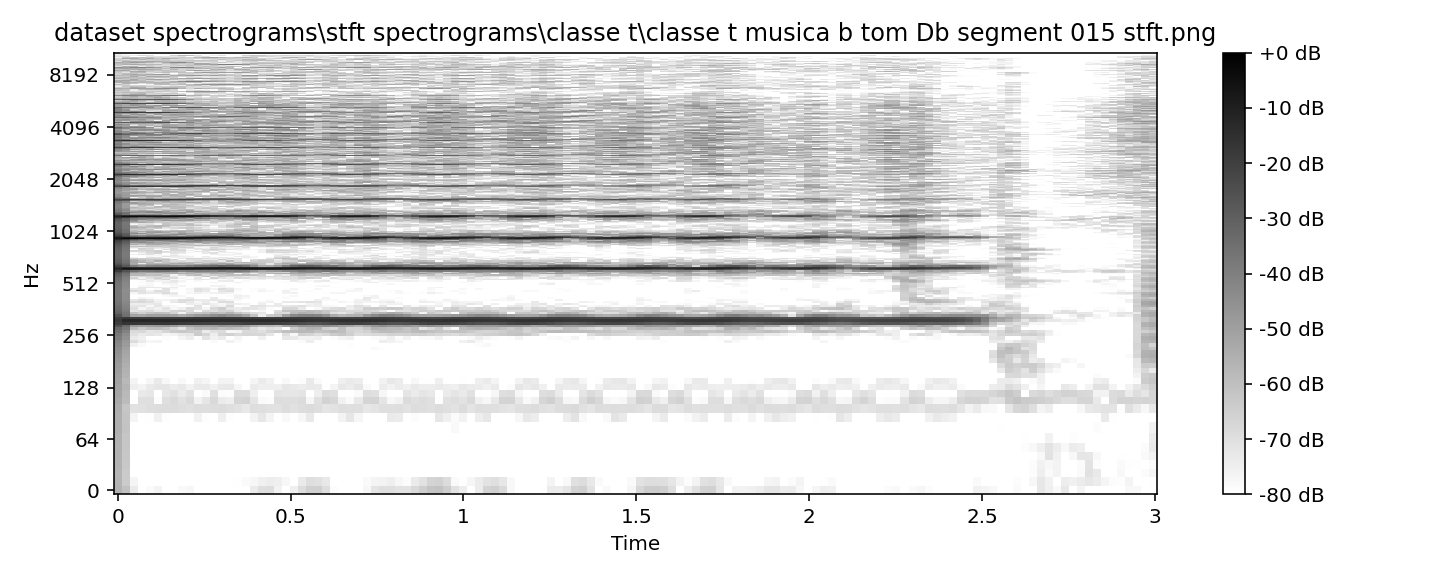 dataset spectrograms\stft spectrograms\classe t\classe t musica b tom Db segment 015 stft.png
8192
4096
2048
1024
512
256
128
64
0
Hz
0
0.5
1
1.5
2
2.5
3
Time
+0 dB
-10 dB
-20 dB
-30 dB
-40 dB
-50 dB
-60 dB
-70 dB
-80 dB